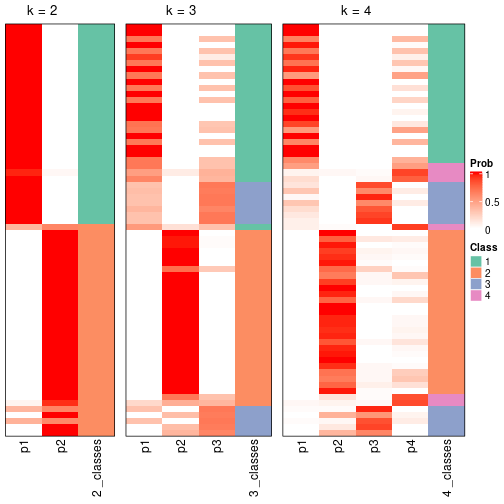 k = 2
k = 3
k = 4
p1
p2
2_classes
p1
p2
p3
3_classes
p1
p2
p3
p4
4_classes
Prob
1
0.5
0
Class
1
2
3
4